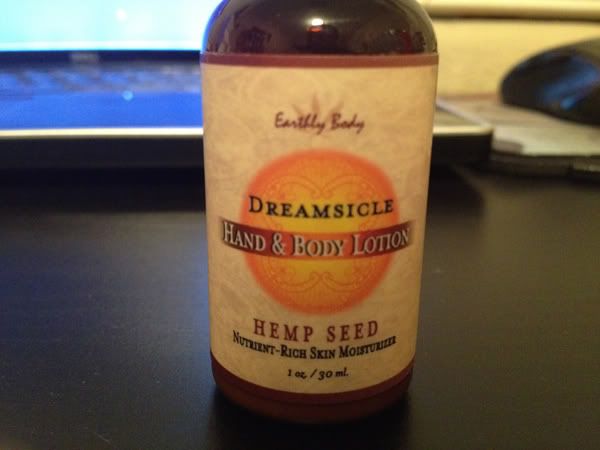 Earthly Body
DREAMSICLE
HAND & BODY LOTION
HEMP SEED
NUTRIENT-RICH SKIN MOISTURIZER
1 oz / 30 ml.